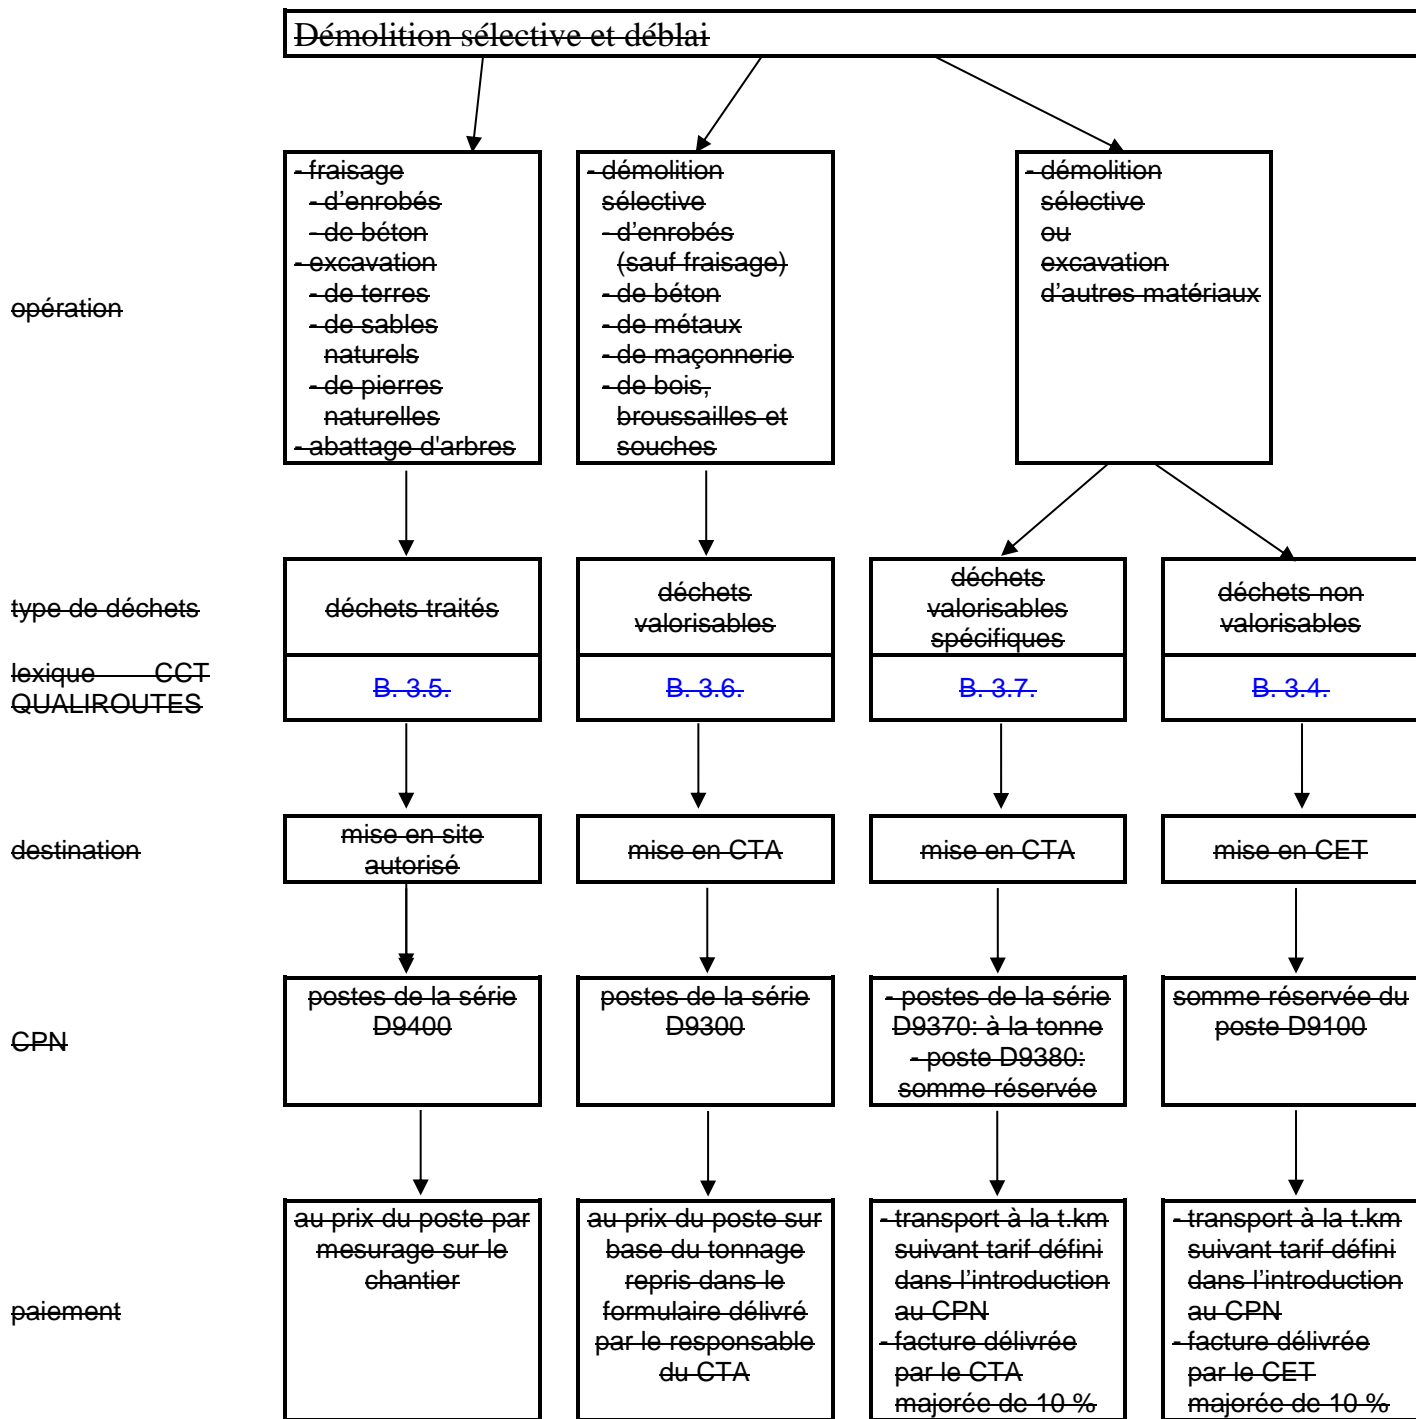 Démolition sélective et déblai
opération
- fraisage
- d'enrobés
- de béton
- excavation
- de terres
- de sables
naturels
- de pierres
naturelles
- abattage d'arbres
- démolition
sélective
- d'enrobés
(sauf fraisage)
- de béton
- de métaux
- de maçonnerie
- de bois,
broussailles et
souches
- démolition
sélective
ou
excavation
d'autres matériaux
type de déchets
déchets traités
déchets
valorisables
déchets
valorisables
spécifiques
déchets non
valorisables
lexique CCT
QUALIROUTES
B. 3.5.
B. 3.6.
B. 3.7.
B. 3.4.
destination
mise en site
autorisé
mise en CTA
mise en CTA
mise en CET
CPN
postes de la série
D9400
postes de la série
D9300
- postes de la série
D9370: à la tonne
- poste D9380:
somme réservée
somme réservée du
poste D9100
paiement
au prix du poste par
mesurage sur le
chantier
au prix du poste sur
base du tonnage
repris dans le
formulaire délivré
par le responsable
du CTA
- transport à la t.km
suivant tarif défini
dans l'introduction
au CPN
- facture délivrée
par le CTA
majorée de 10 %
- transport à la t.km
suivant tarif défini
dans l'introduction
au CPN
- facture délivrée
par le CET
majorée de 10 %